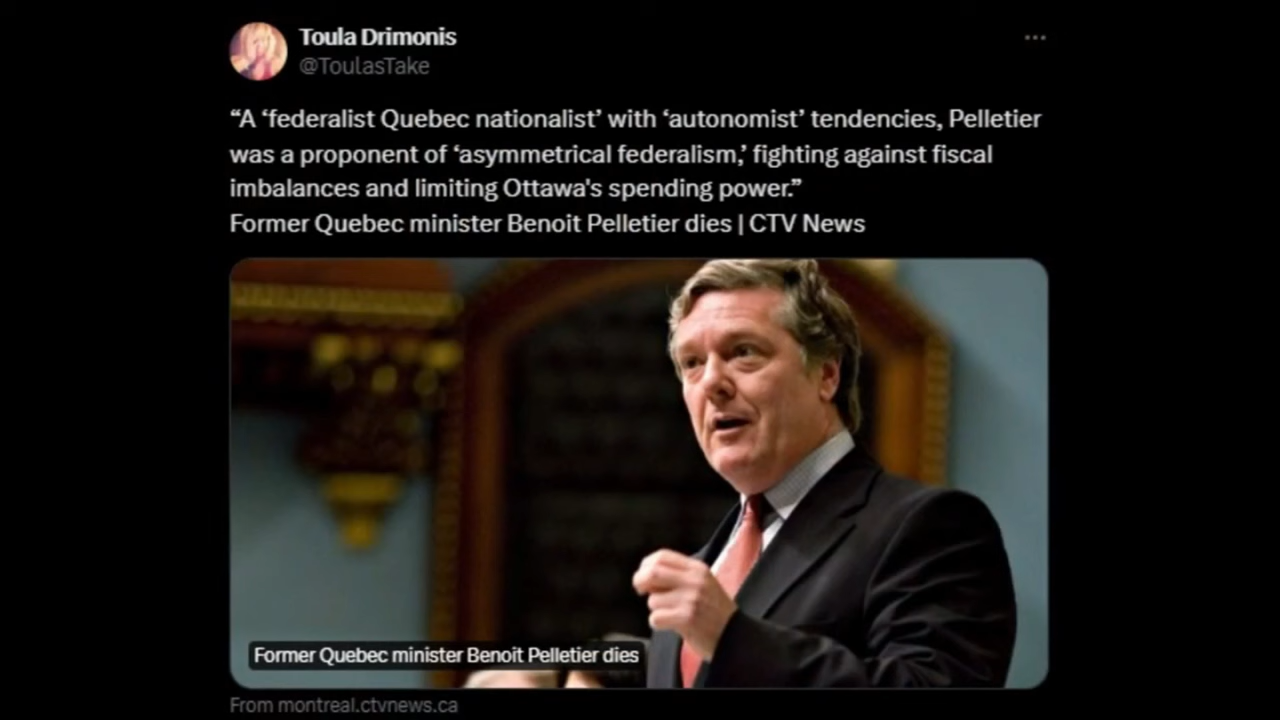 Toula Drimonis
@ToulasTake
“A ‘federalist Quebec nationalist’ with ‘autonomist’ tendencies, Pelletier
was a proponent of ‘asymmetrical federalism,’ fighting against fiscal
imbalances and limiting Ottawa's spending power.”
Former Quebec minister Benoit Pelletier dies | CTV News
Former Quebec minister Benoit Pelletier dies
From montreal.ctvnews.ca